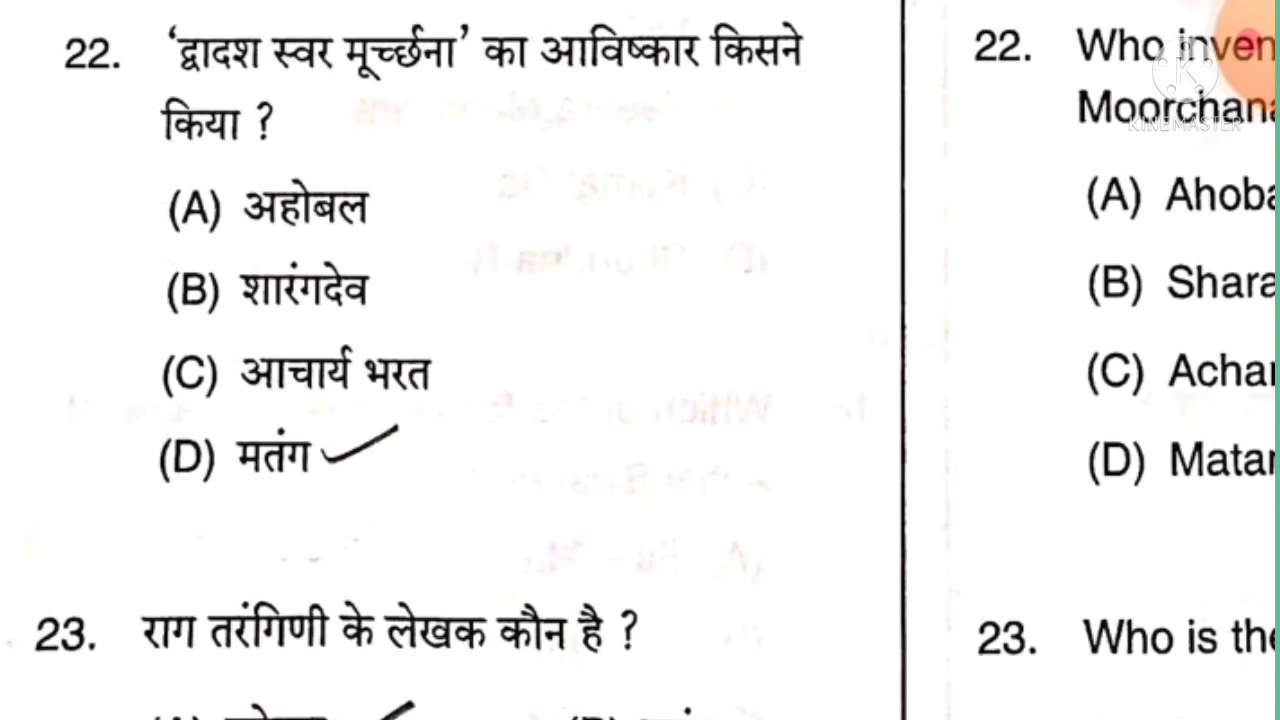 22. 'द्वादश स्वर मूर्च्छना' का आविष्कार किसने
किया ?
(A) अहोबल
(B) शारंगदेव
(C) आचार्य भरत
(D) मतंग
23. राग तरंगिणी के लेखक कौन है ?
22. Who inven
Moorchana
KINEMASTER
(A) Ahoba
(B) Shara
(C) Achar
(D) Matan
23. Who is the